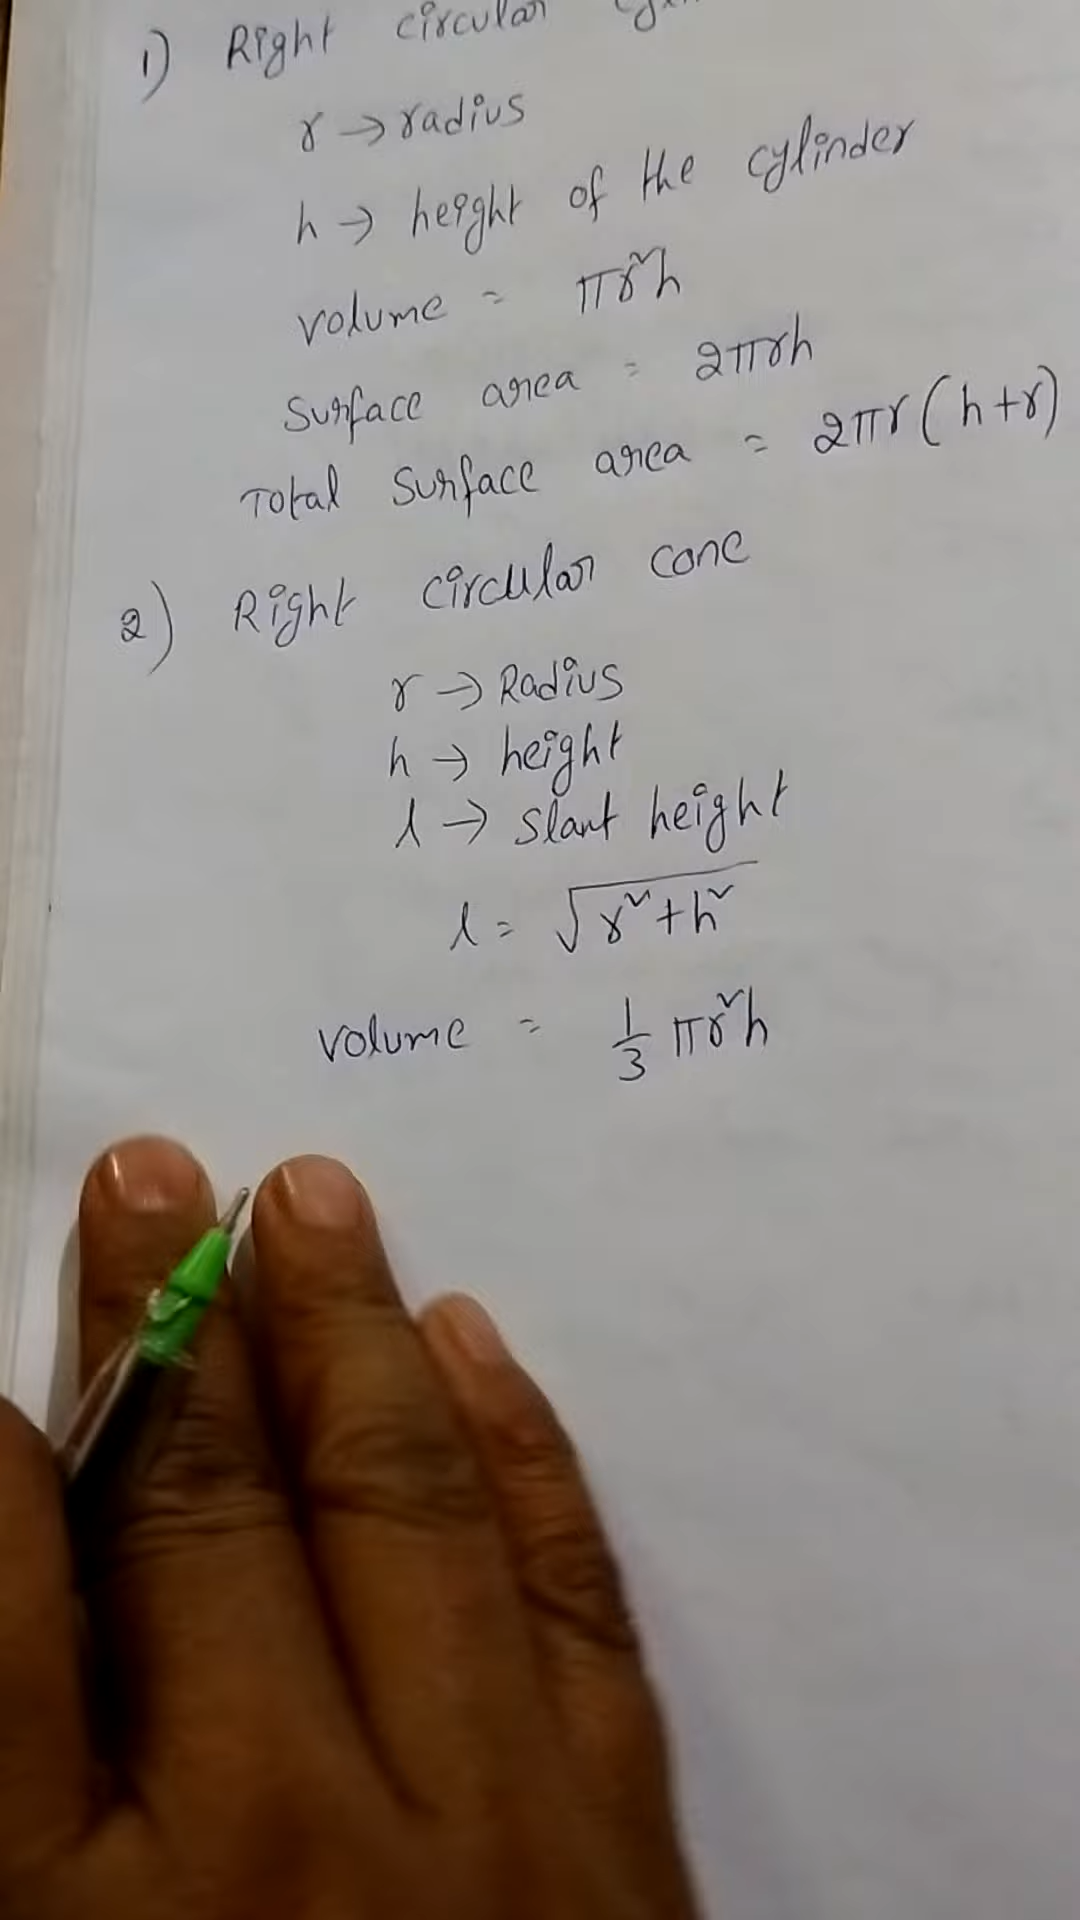 1) Right circular
r → radius
h → height of the cylinder
volume = πr²h
Surface area = 2πrh
Total Surface area = 2πr(h+r)
2) Right circular cone
r → Radius
h → height
l → Slant height
l = √r²+h²
volume = 1/3 πr²h